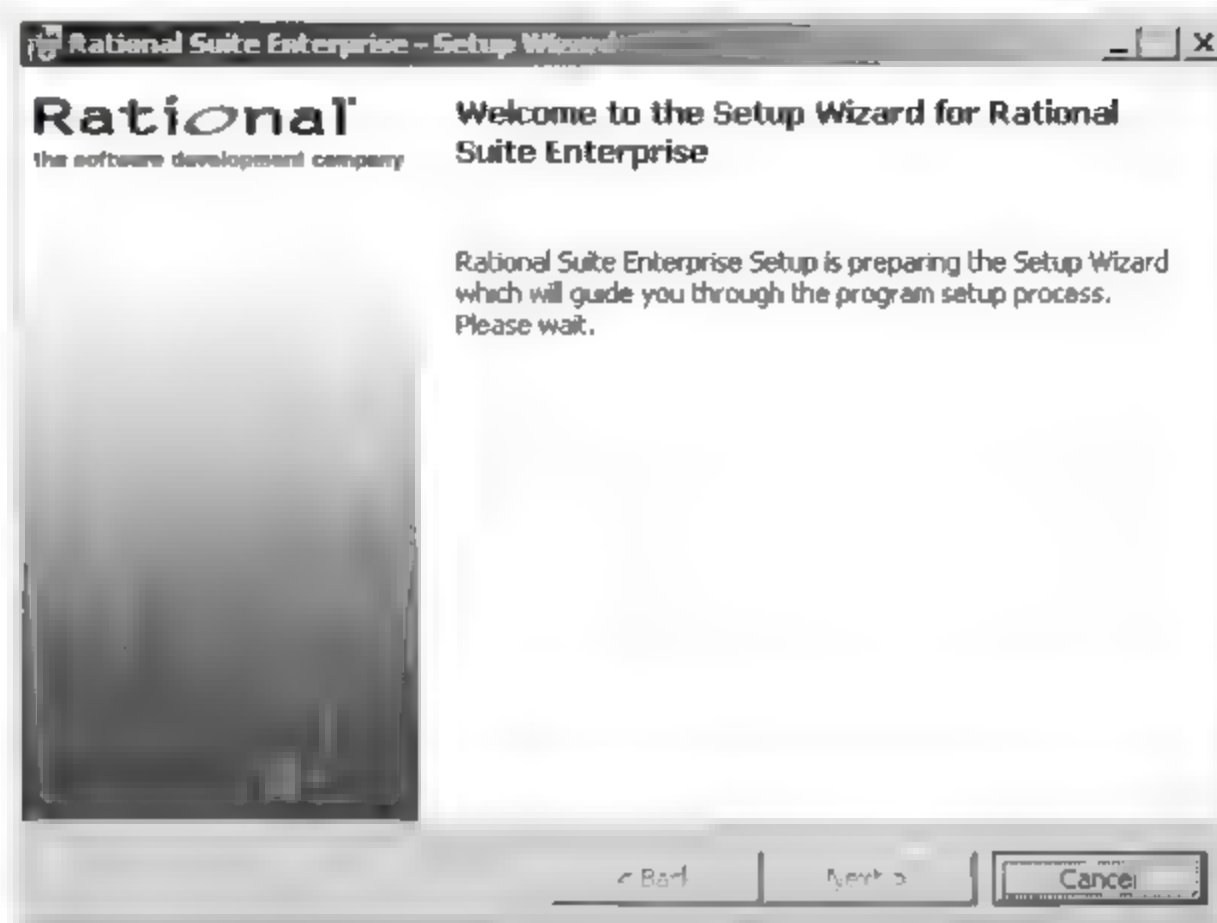 Rational Suite Enterprise - Setup Wizard
Rational
the software development company
Welcome to the Setup Wizard for Rational
Suite Enterprise
Rational Suite Enterprise Setup is preparing the Setup Wizard
which will guide you through the program setup process.
Please wait.
< Back
Next >
Cancel